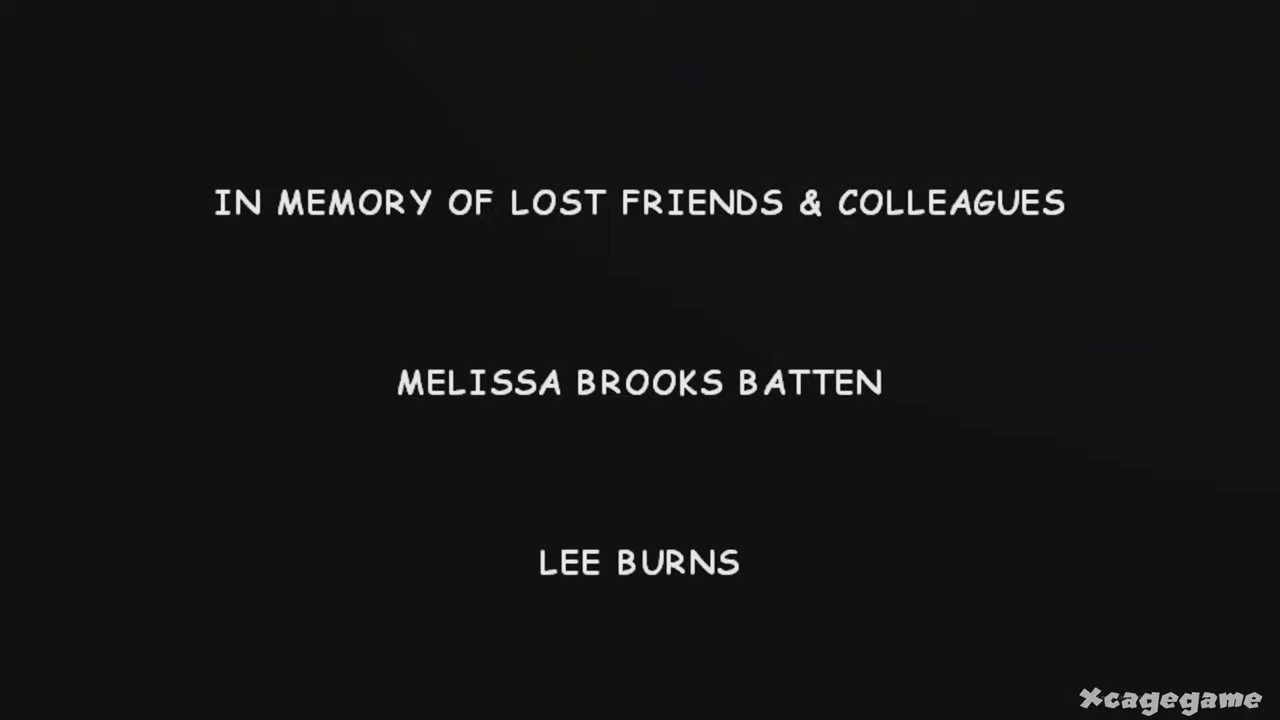 IN MEMORY OF LOST FRIENDS & COLLEAGUES
MELISSA BROOKS BATTEN
LEE BURNS
Xcagegame